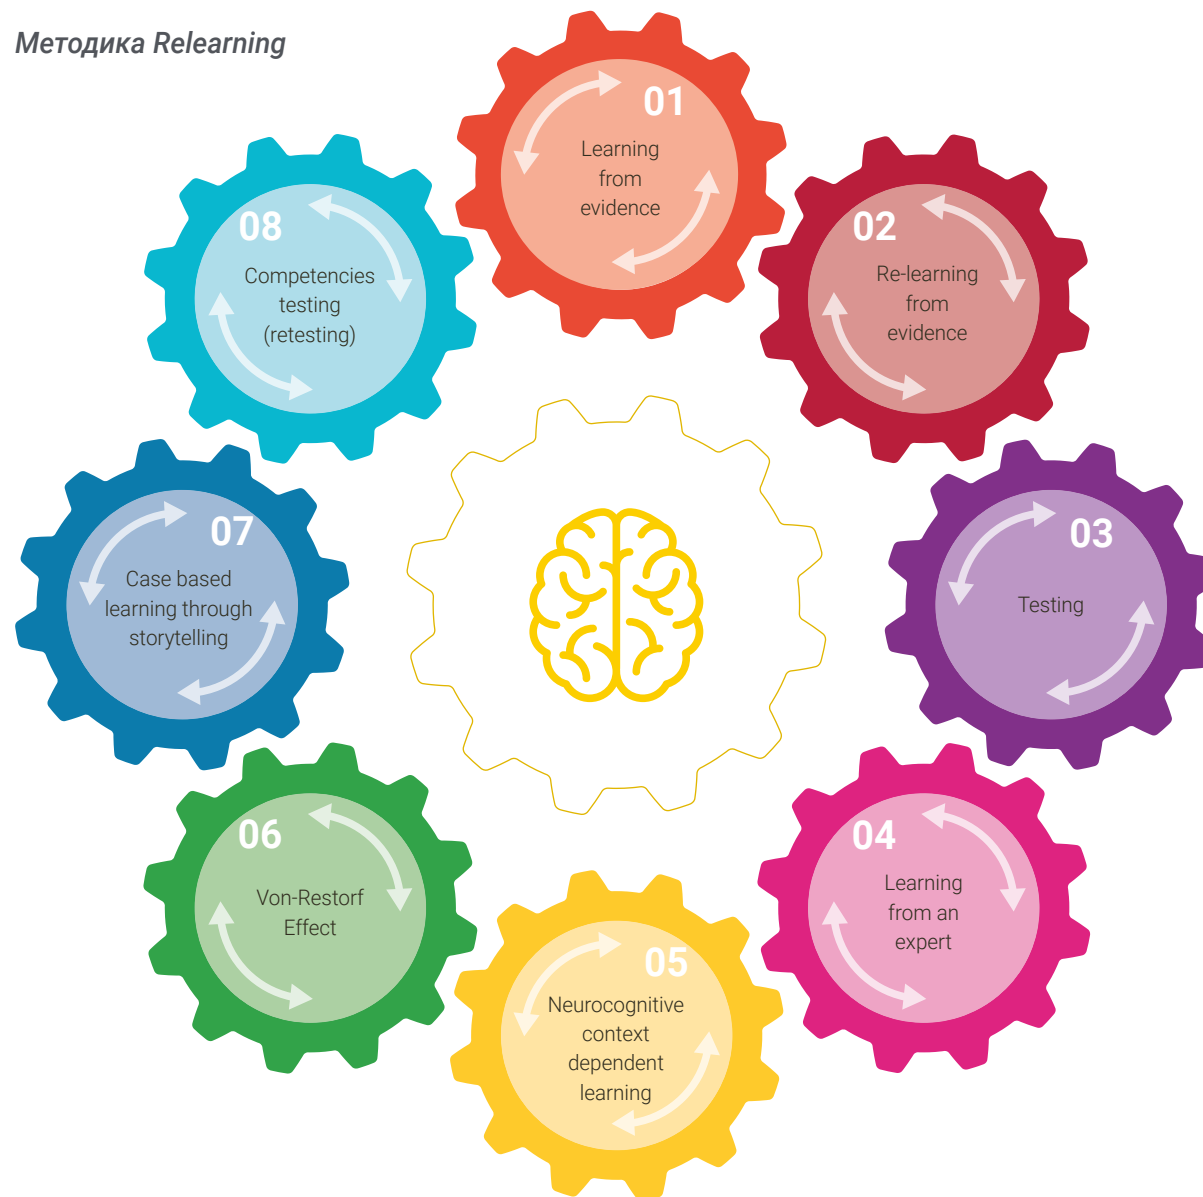 Методика Relearning
01
Learning
from
evidence
02
Re-learning
from
evidence
03
Testing
04
Learning
from an
expert
05
Neurocognitive
context
dependent
learning
06
Von-Restorf
Effect
07
Case based
learning through
storytelling
08
Competencies
testing
(retesting)